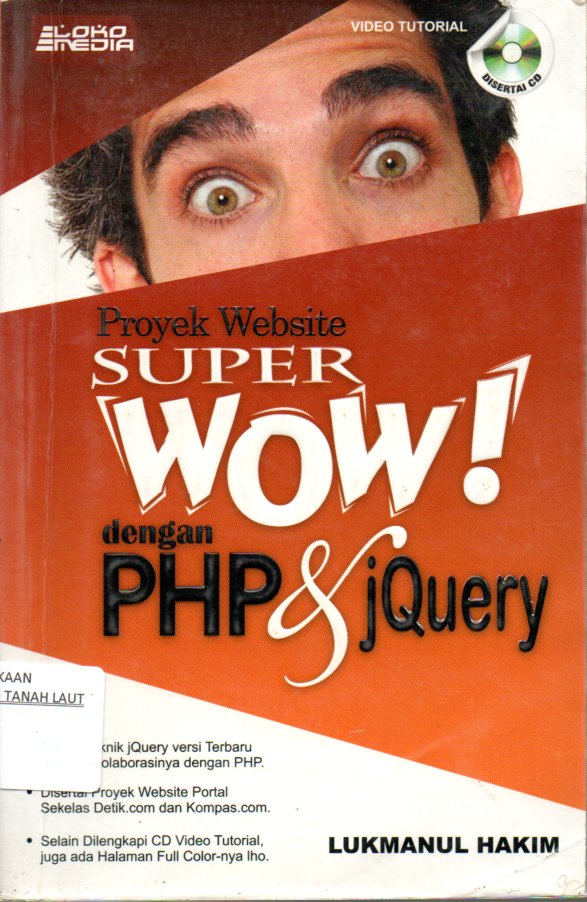 LOKO
MEDIA
VIDEO TUTORIAL
DISERTAI CD
Proyek Website
SUPER
WOW!
dengan
PHP & jQuery
KAAN
TANAH LAUT
knik jQuery versi Terbaru
olaborasinya dengan PHP.
• Disertai Proyek Website Portal
Sekelas Detik.com dan Kompas.com.
• Selain Dilengkapi CD Video Tutorial,
juga ada Halaman Full Color-nya lho.
LUKMANUL HAKIM